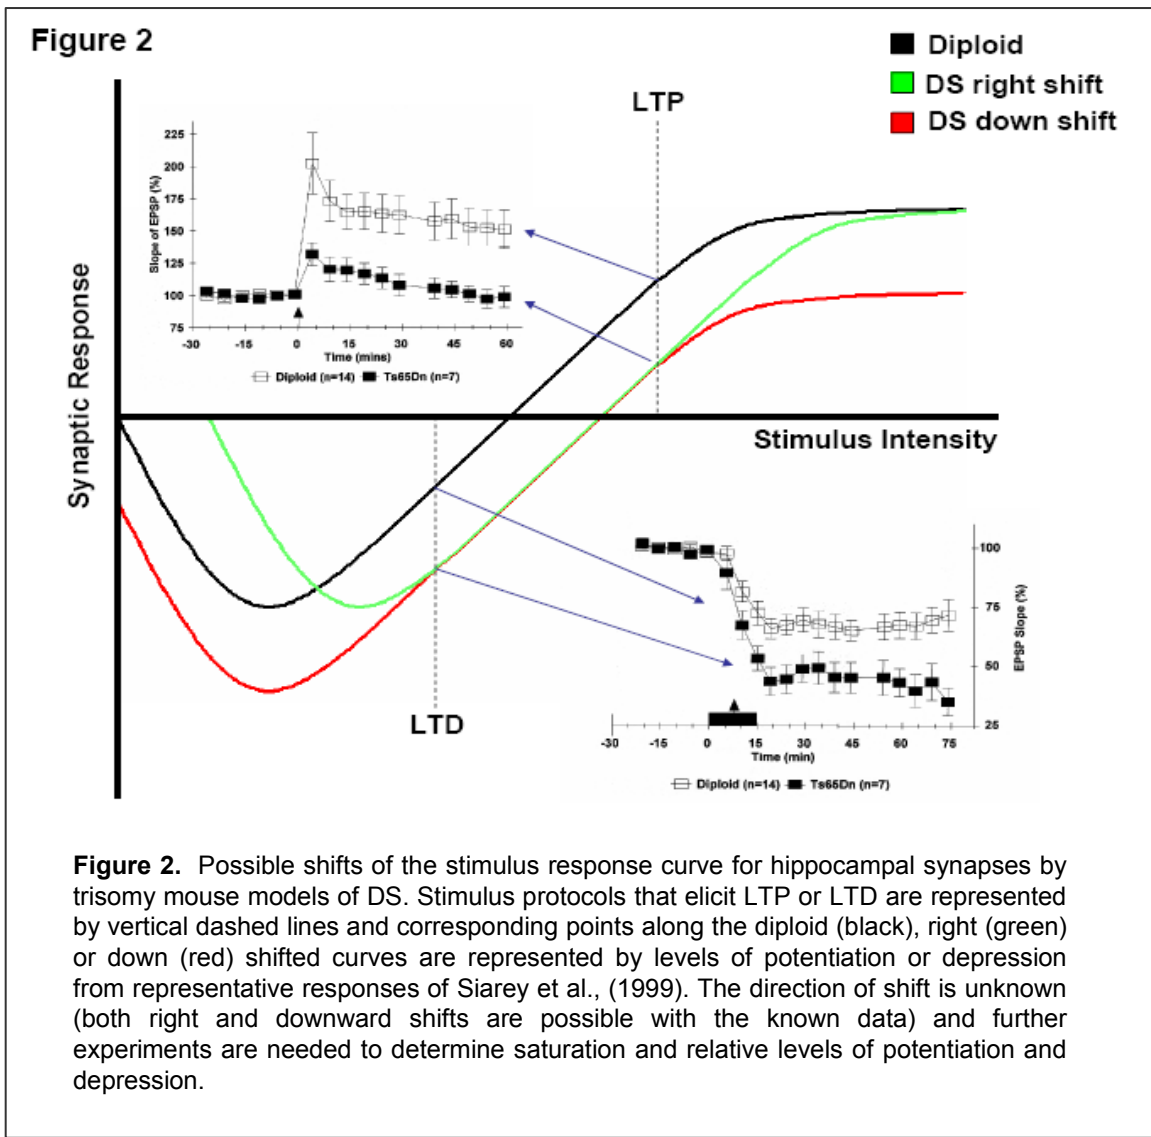 Figure 2
Diploid
DS right shift
DS down shift
LTP
Slope of EPSP (%)
225
200
175
150
125
100
75
-30 -15 0 15 30 45 60
Time (mins)
Diploid (n=14) Ts65Dn (n=7)
Synaptic Response
Stimulus Intensity
LTD
100
75
50
25
EPSP Slope (%)
-30 -15 0 15 30 45 60 75
Time (min)
Diploid (n=14) Ts65Dn (n=7)
Figure 2. Possible shifts of the stimulus response curve for hippocampal synapses by
trisomy mouse models of DS. Stimulus protocols that elicit LTP or LTD are represented
by vertical dashed lines and corresponding points along the diploid (black), right (green)
or down (red) shifted curves are represented by levels of potentiation or depression
from representative responses of Siarey et al., (1999). The direction of shift is unknown
(both right and downward shifts are possible with the known data) and further
experiments are needed to determine saturation and relative levels of potentiation and
depression.